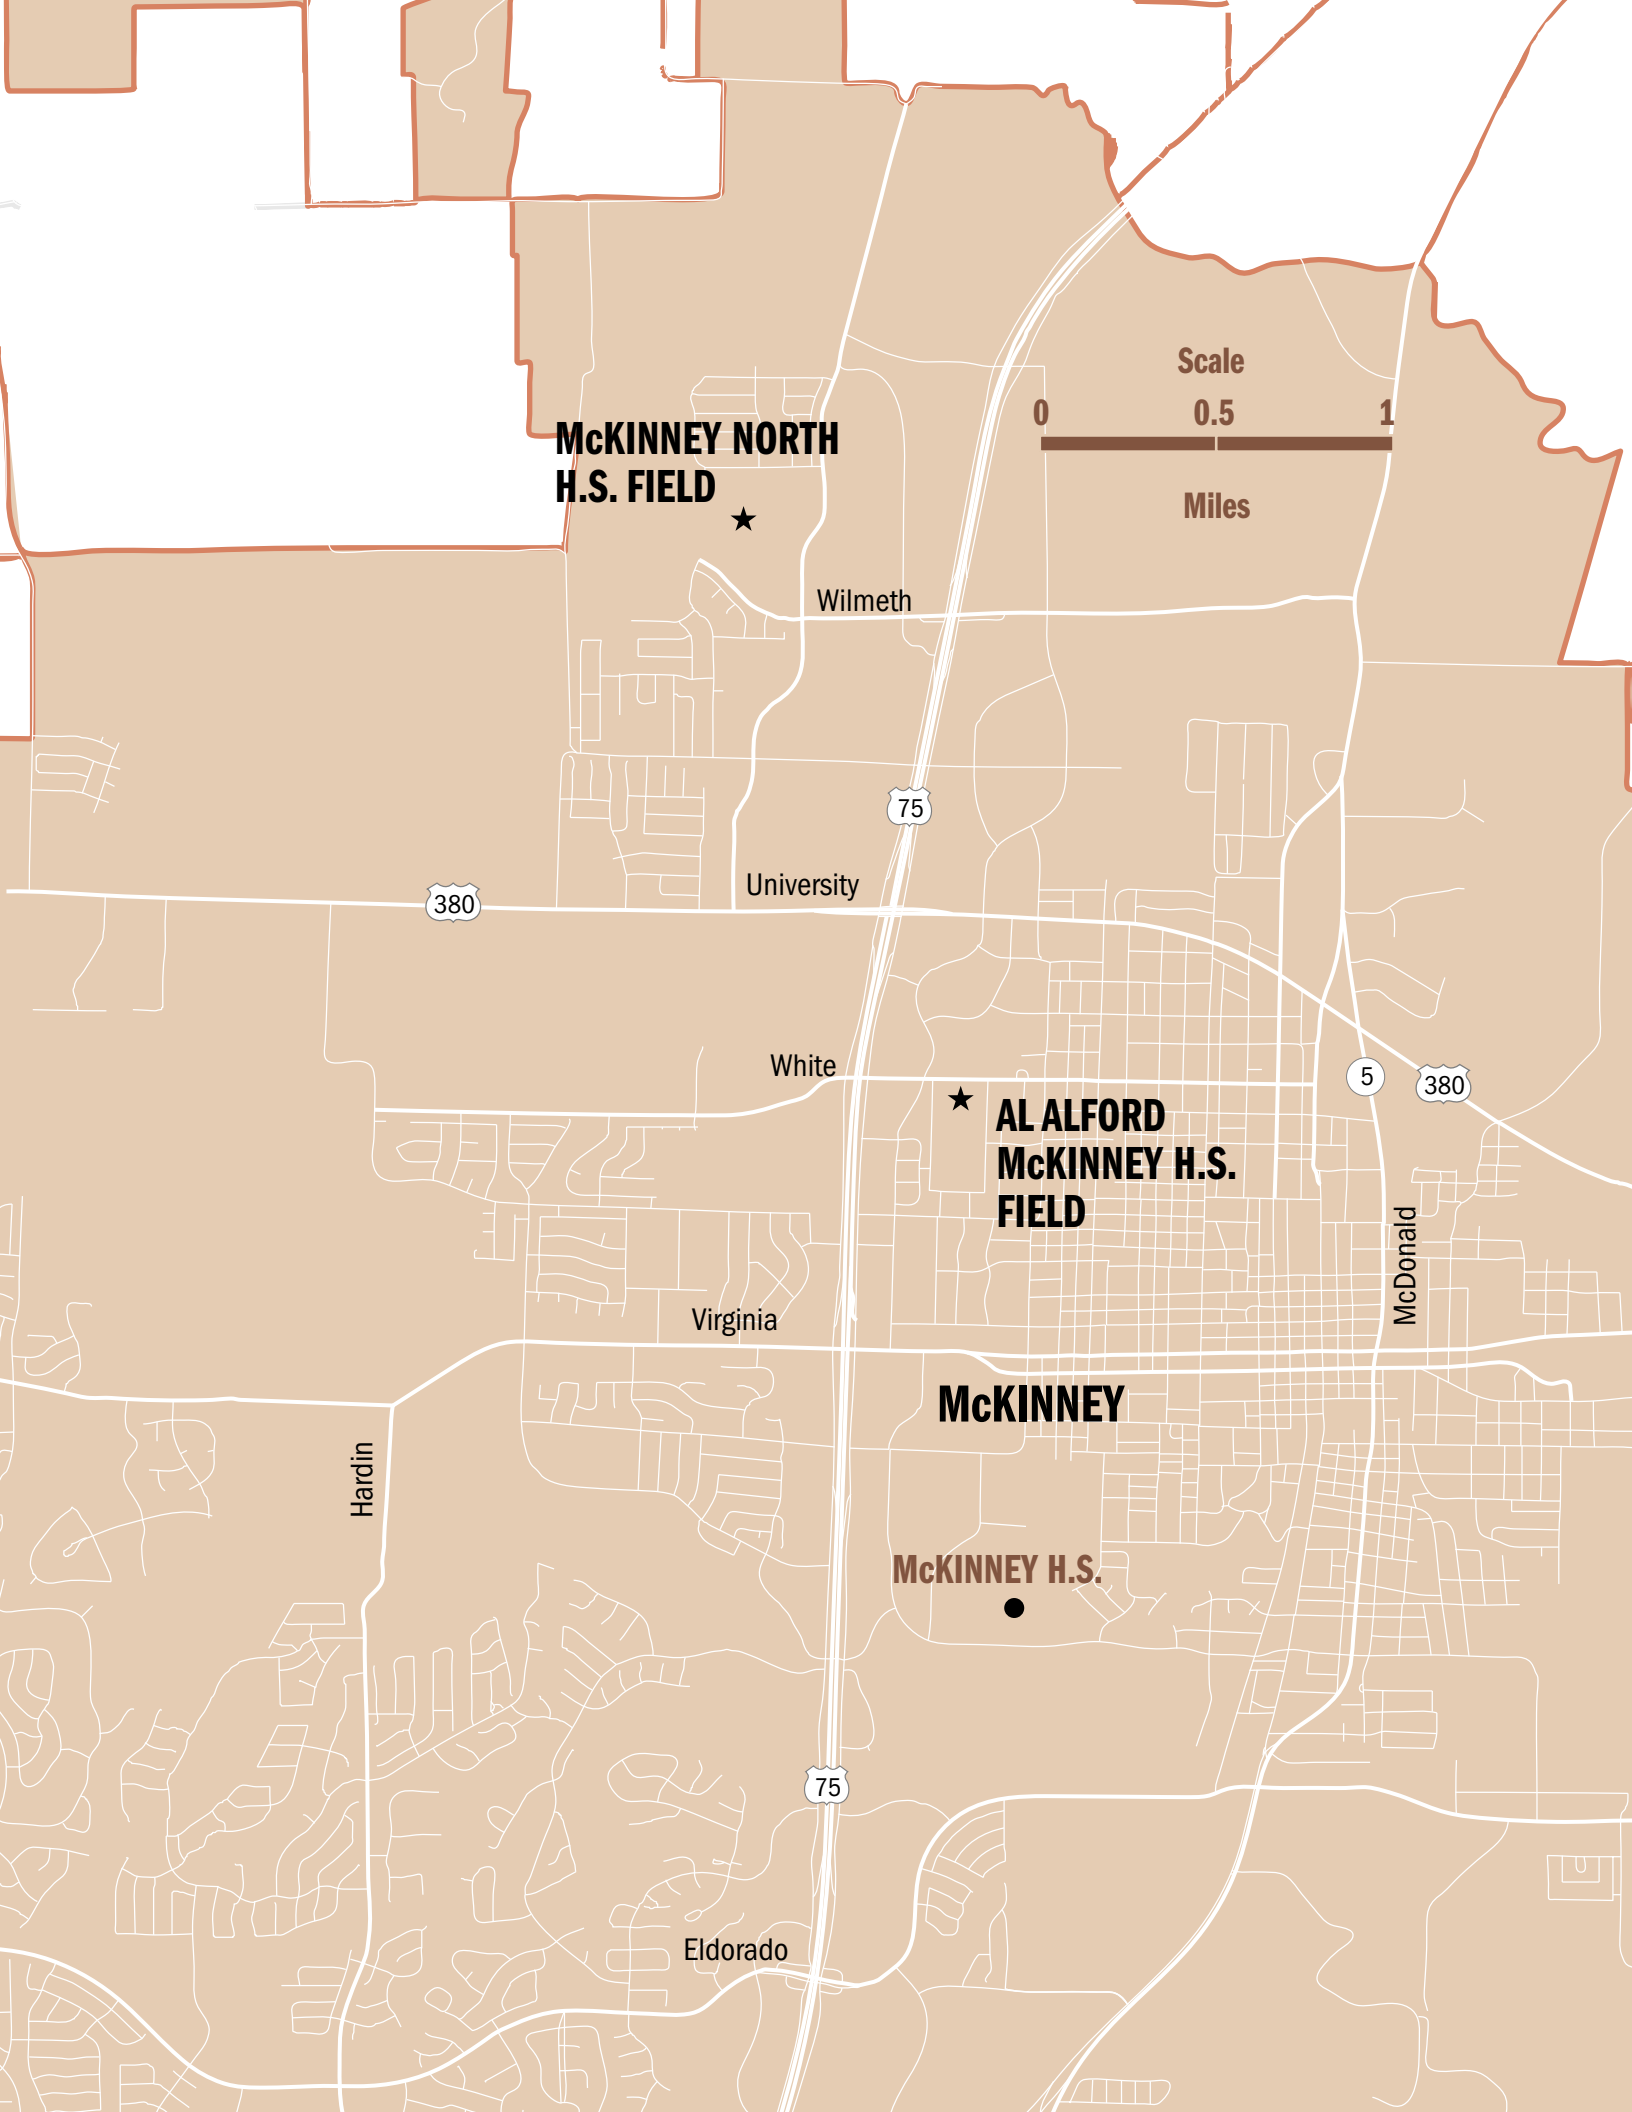 Scale
0 0.5 1
Miles
McKINNEY NORTH
H.S. FIELD
Wilmeth
75
University
380
White
5
380
AL ALFORD
McKINNEY H.S.
FIELD
McDonald
Virginia
McKINNEY
Hardin
McKINNEY H.S.
75
Eldorado